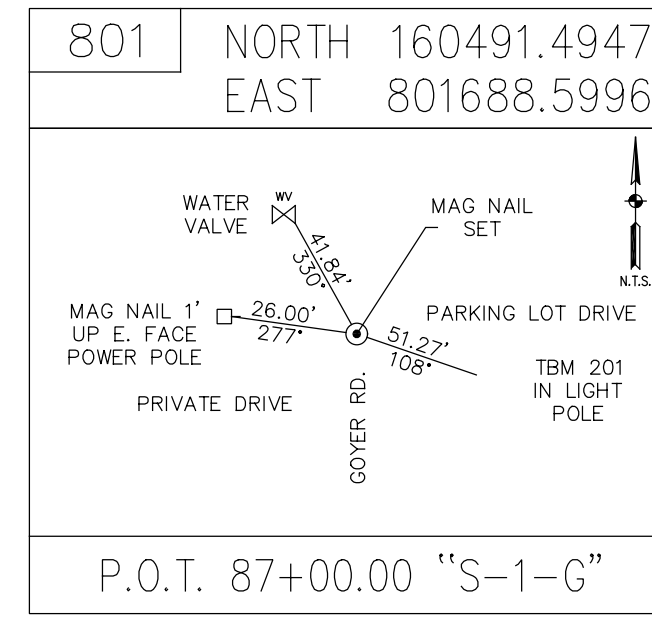 801
NORTH 160491.4947
EAST 801688.5996
WATER
VALVE
WV
MAG NAIL
SET
N.T.S.
41.84'
330°
MAG NAIL 1'
UP E. FACE
POWER POLE
26.00'
277°
PARKING LOT DRIVE
51.27'
108°
TBM 201
IN LIGHT
POLE
PRIVATE DRIVE
GOYER RD.
P.O.T. 87+00.00 "S-1-G"